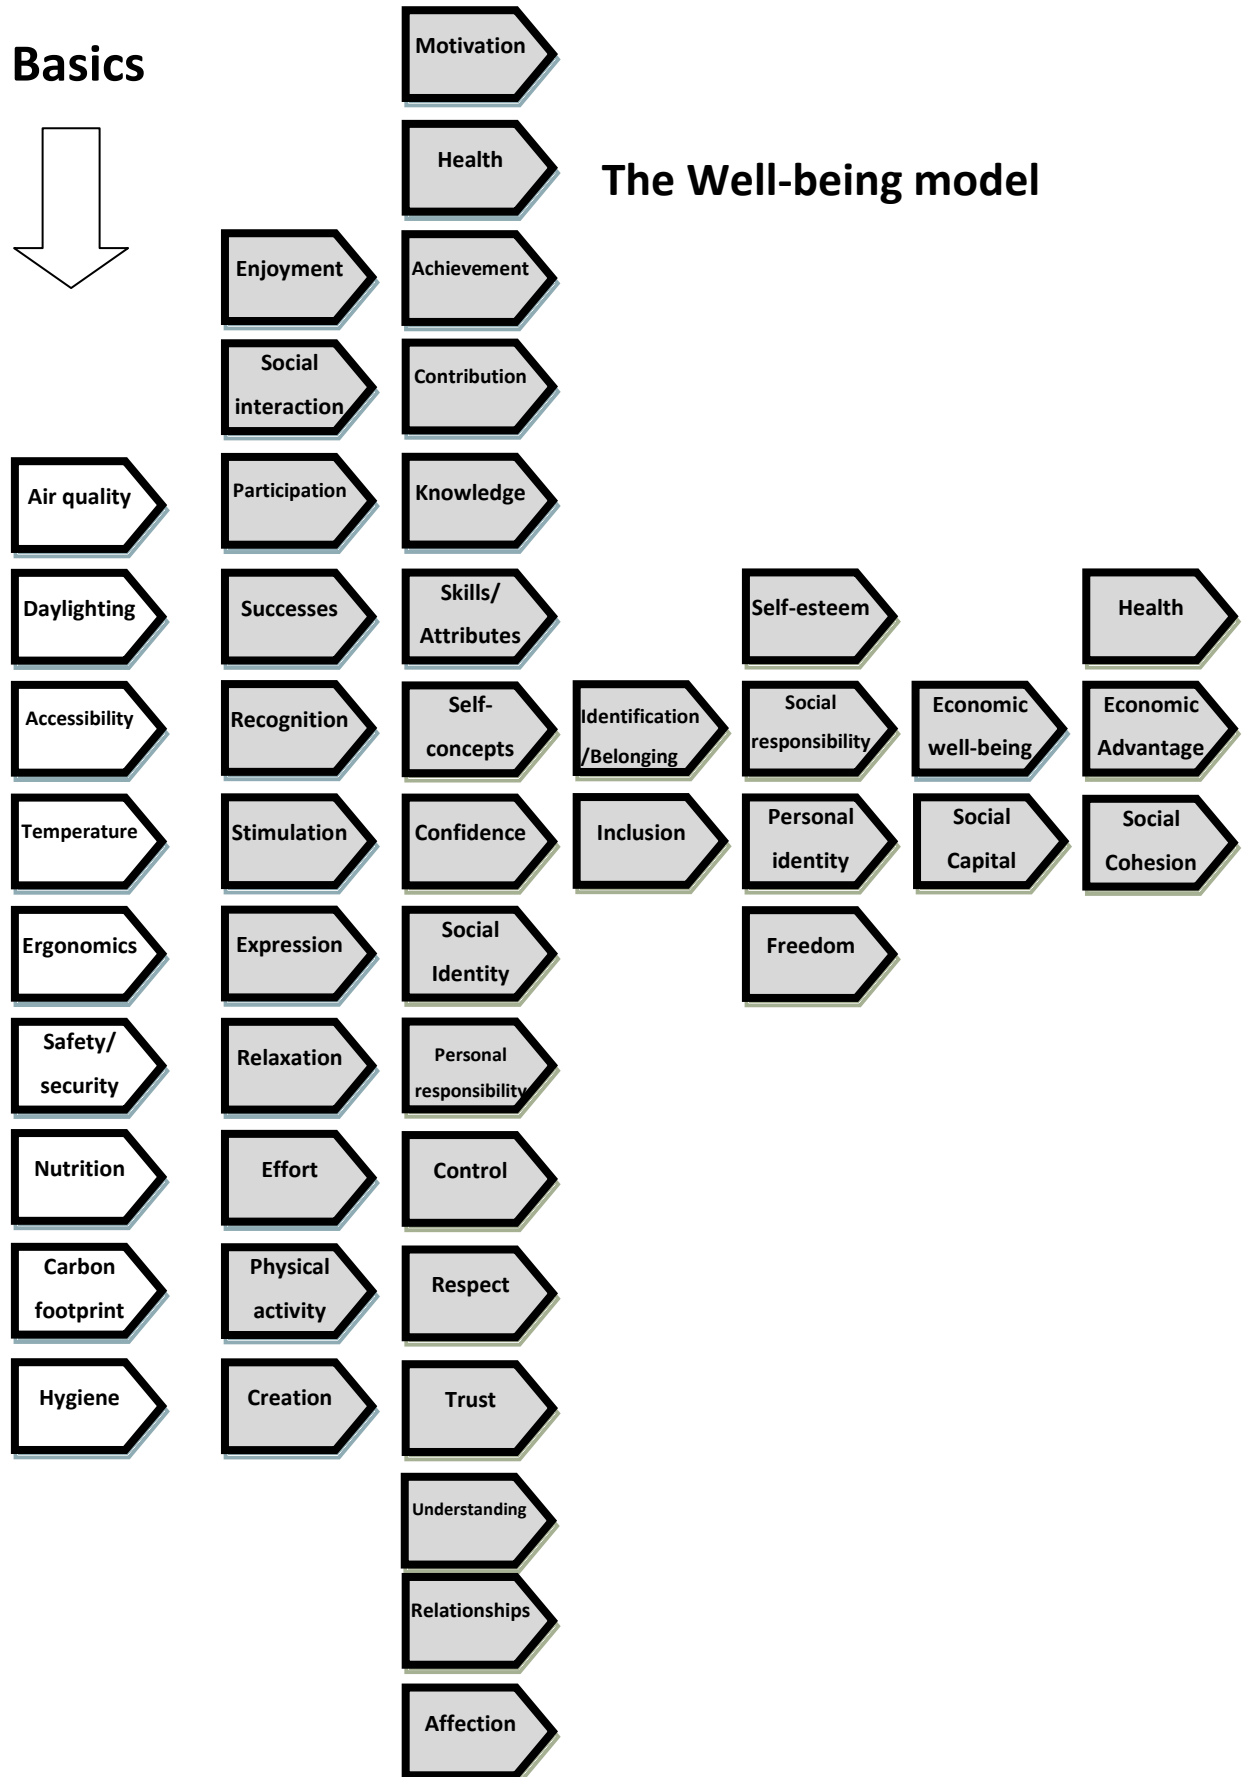 Basics
The Well-being model
Air quality
Daylighting
Accessibility
Temperature
Ergonomics
Safety/
security
Nutrition
Carbon
footprint
Hygiene
Enjoyment
Social
interaction
Participation
Successes
Recognition
Stimulation
Expression
Relaxation
Effort
Physical
activity
Creation
Motivation
Health
Achievement
Contribution
Knowledge
Skills/
Attributes
Self-
concepts
Confidence
Social
Identity
Personal
responsibility
Control
Respect
Trust
Understanding
Relationships
Affection
Identification
/Belonging
Inclusion
Self-esteem
Social
responsibility
Personal
identity
Freedom
Economic
well-being
Social
Capital
Health
Economic
Advantage
Social
Cohesion